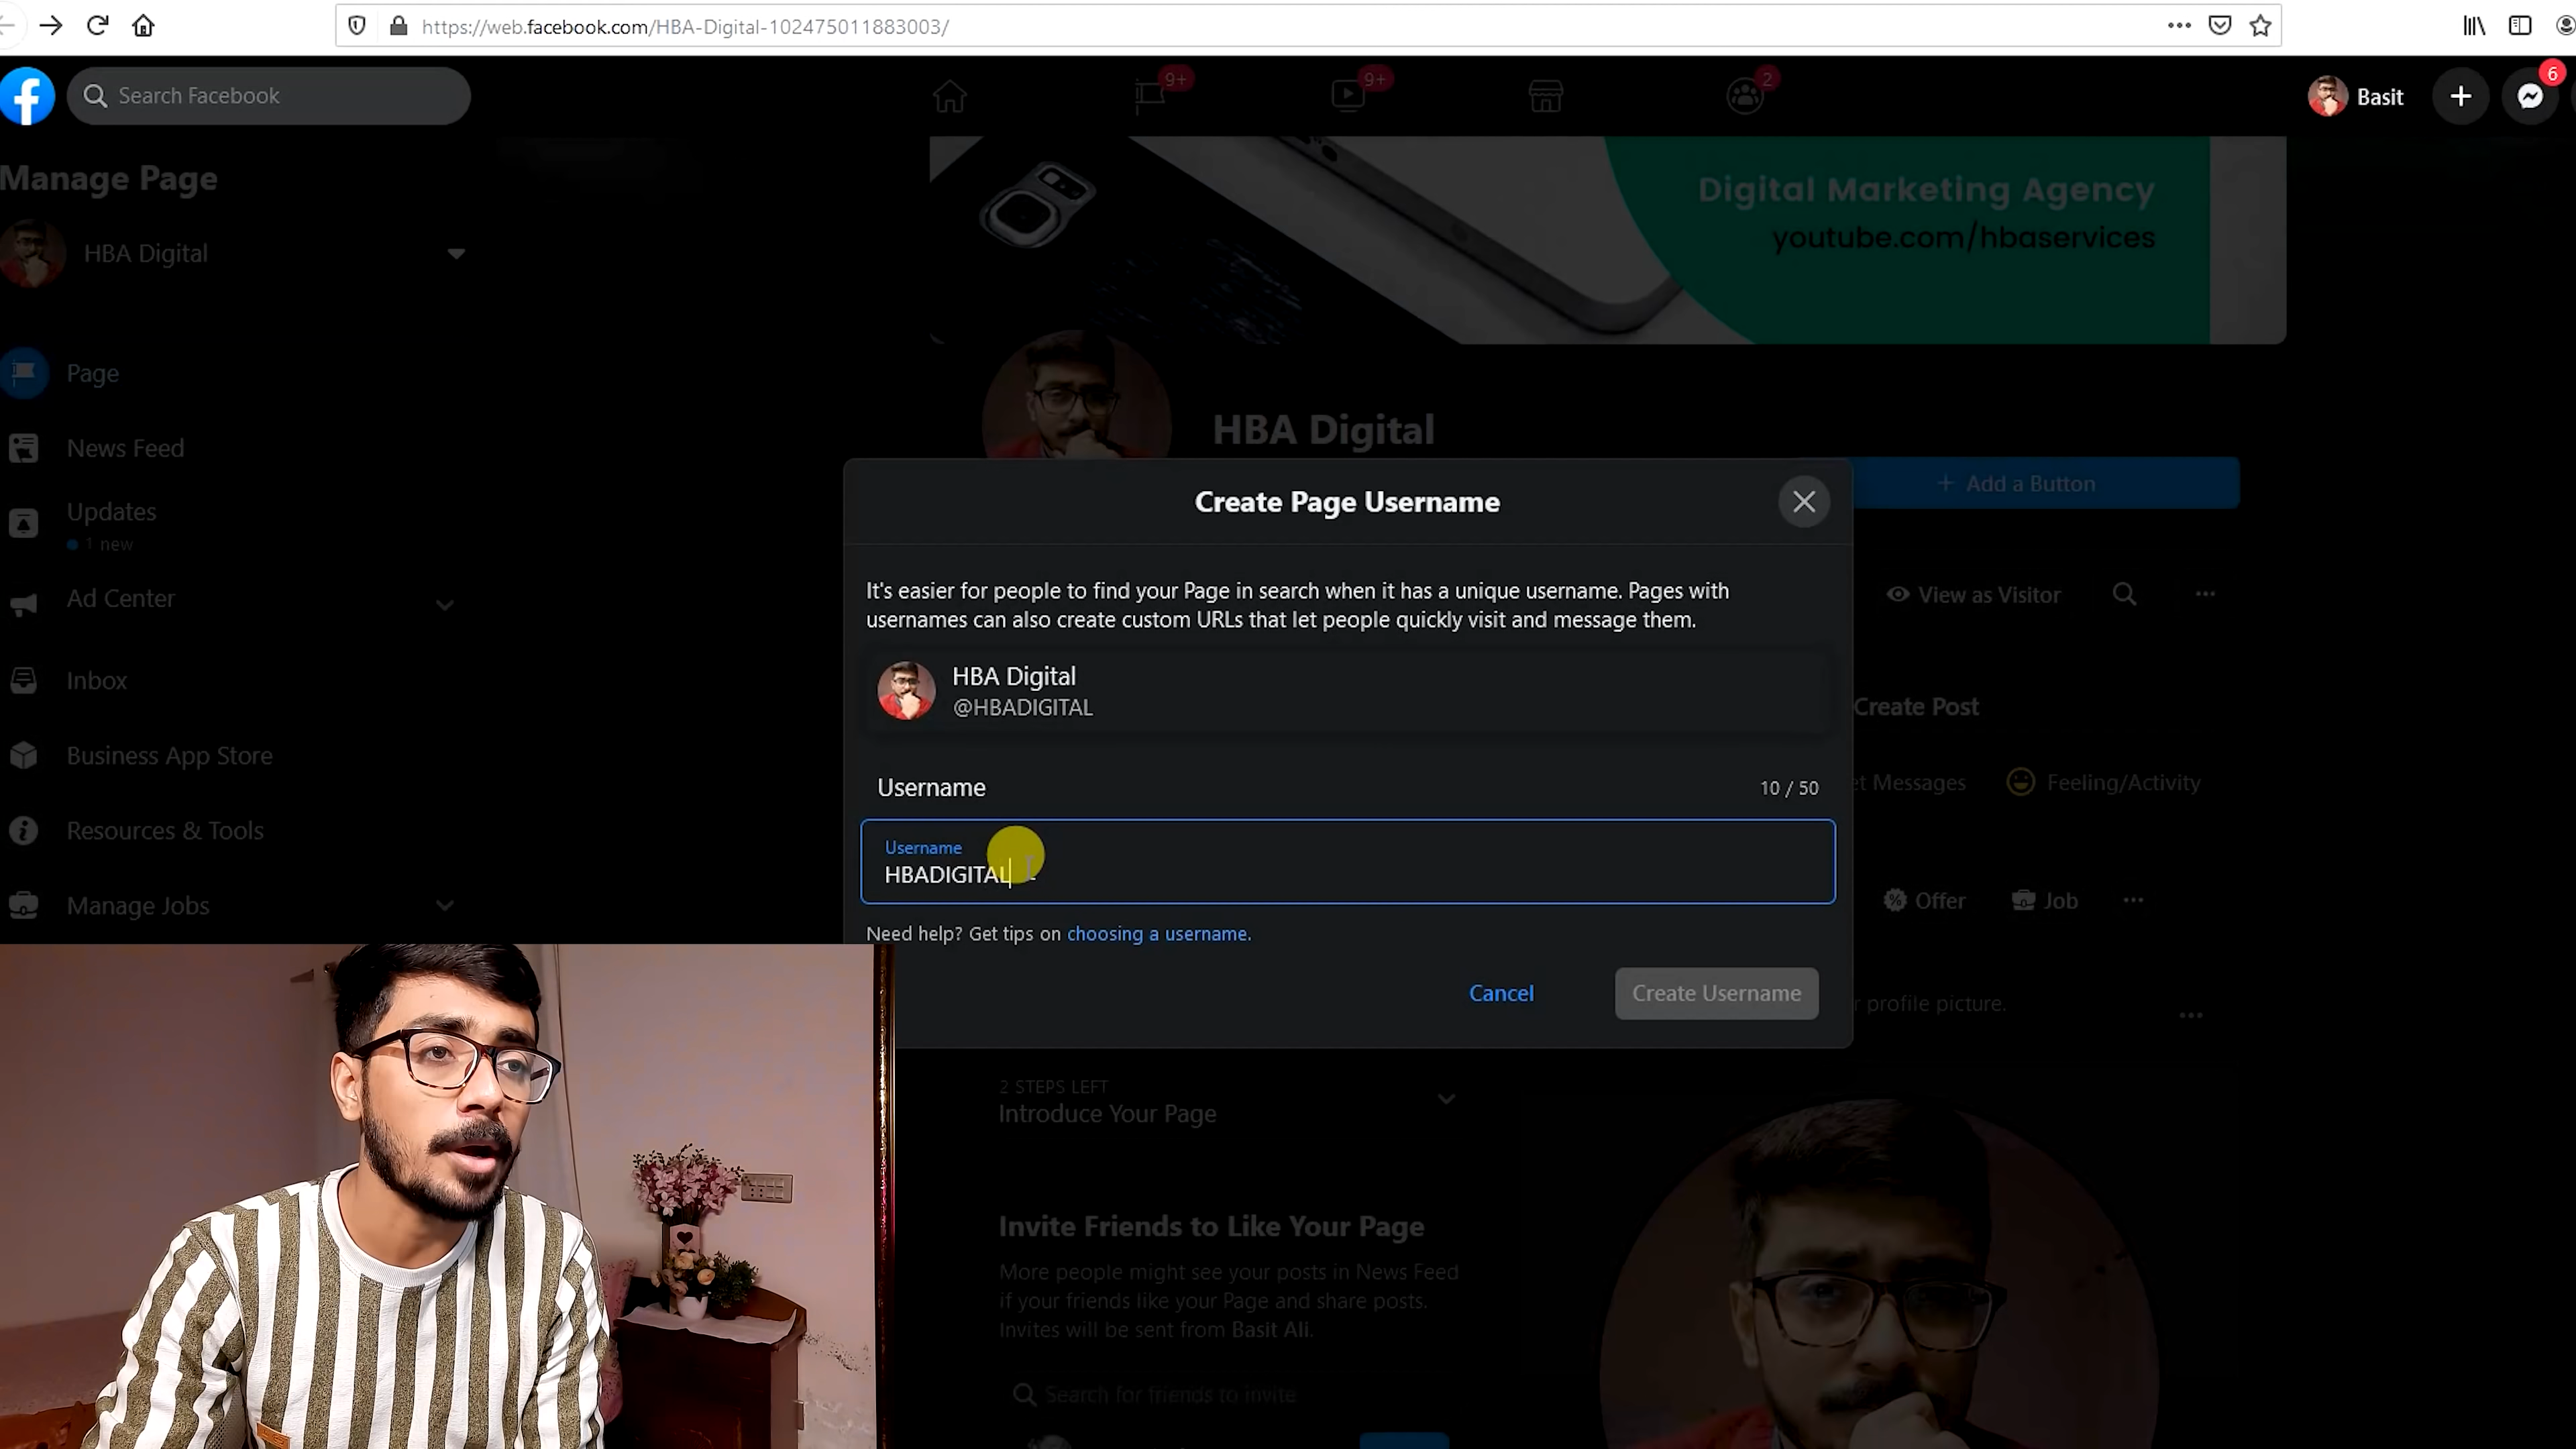 https://web.facebook.com/HBA-Digital-102475011883003/
Search Facebook
9+
9+
2
Basit
6
Manage Page
HBA Digital
Page
News Feed
Updates
1 new
Ad Center
Inbox
Business App Store
Resources & Tools
Manage Jobs
Digital Marketing Agency
youtube.com/hbaservices
HBA Digital
+ Add a Button
View as Visitor
Create Post
et Messages
Feeling/Activity
Offer
Job
r profile picture.
Create Page Username
It's easier for people to find your Page in search when it has a unique username. Pages with
usernames can also create custom URLs that let people quickly visit and message them.
HBA Digital
@HBADIGITAL
Username
10 / 50
Username
HBADIGITAL
Need help? Get tips on choosing a username.
Cancel
Create Username
2 STEPS LEFT
Introduce Your Page
Invite Friends to Like Your Page
More people might see your posts in News Feed
if your friends like your Page and share posts.
Invites will be sent from Basit Ali.
Search for friends to invite